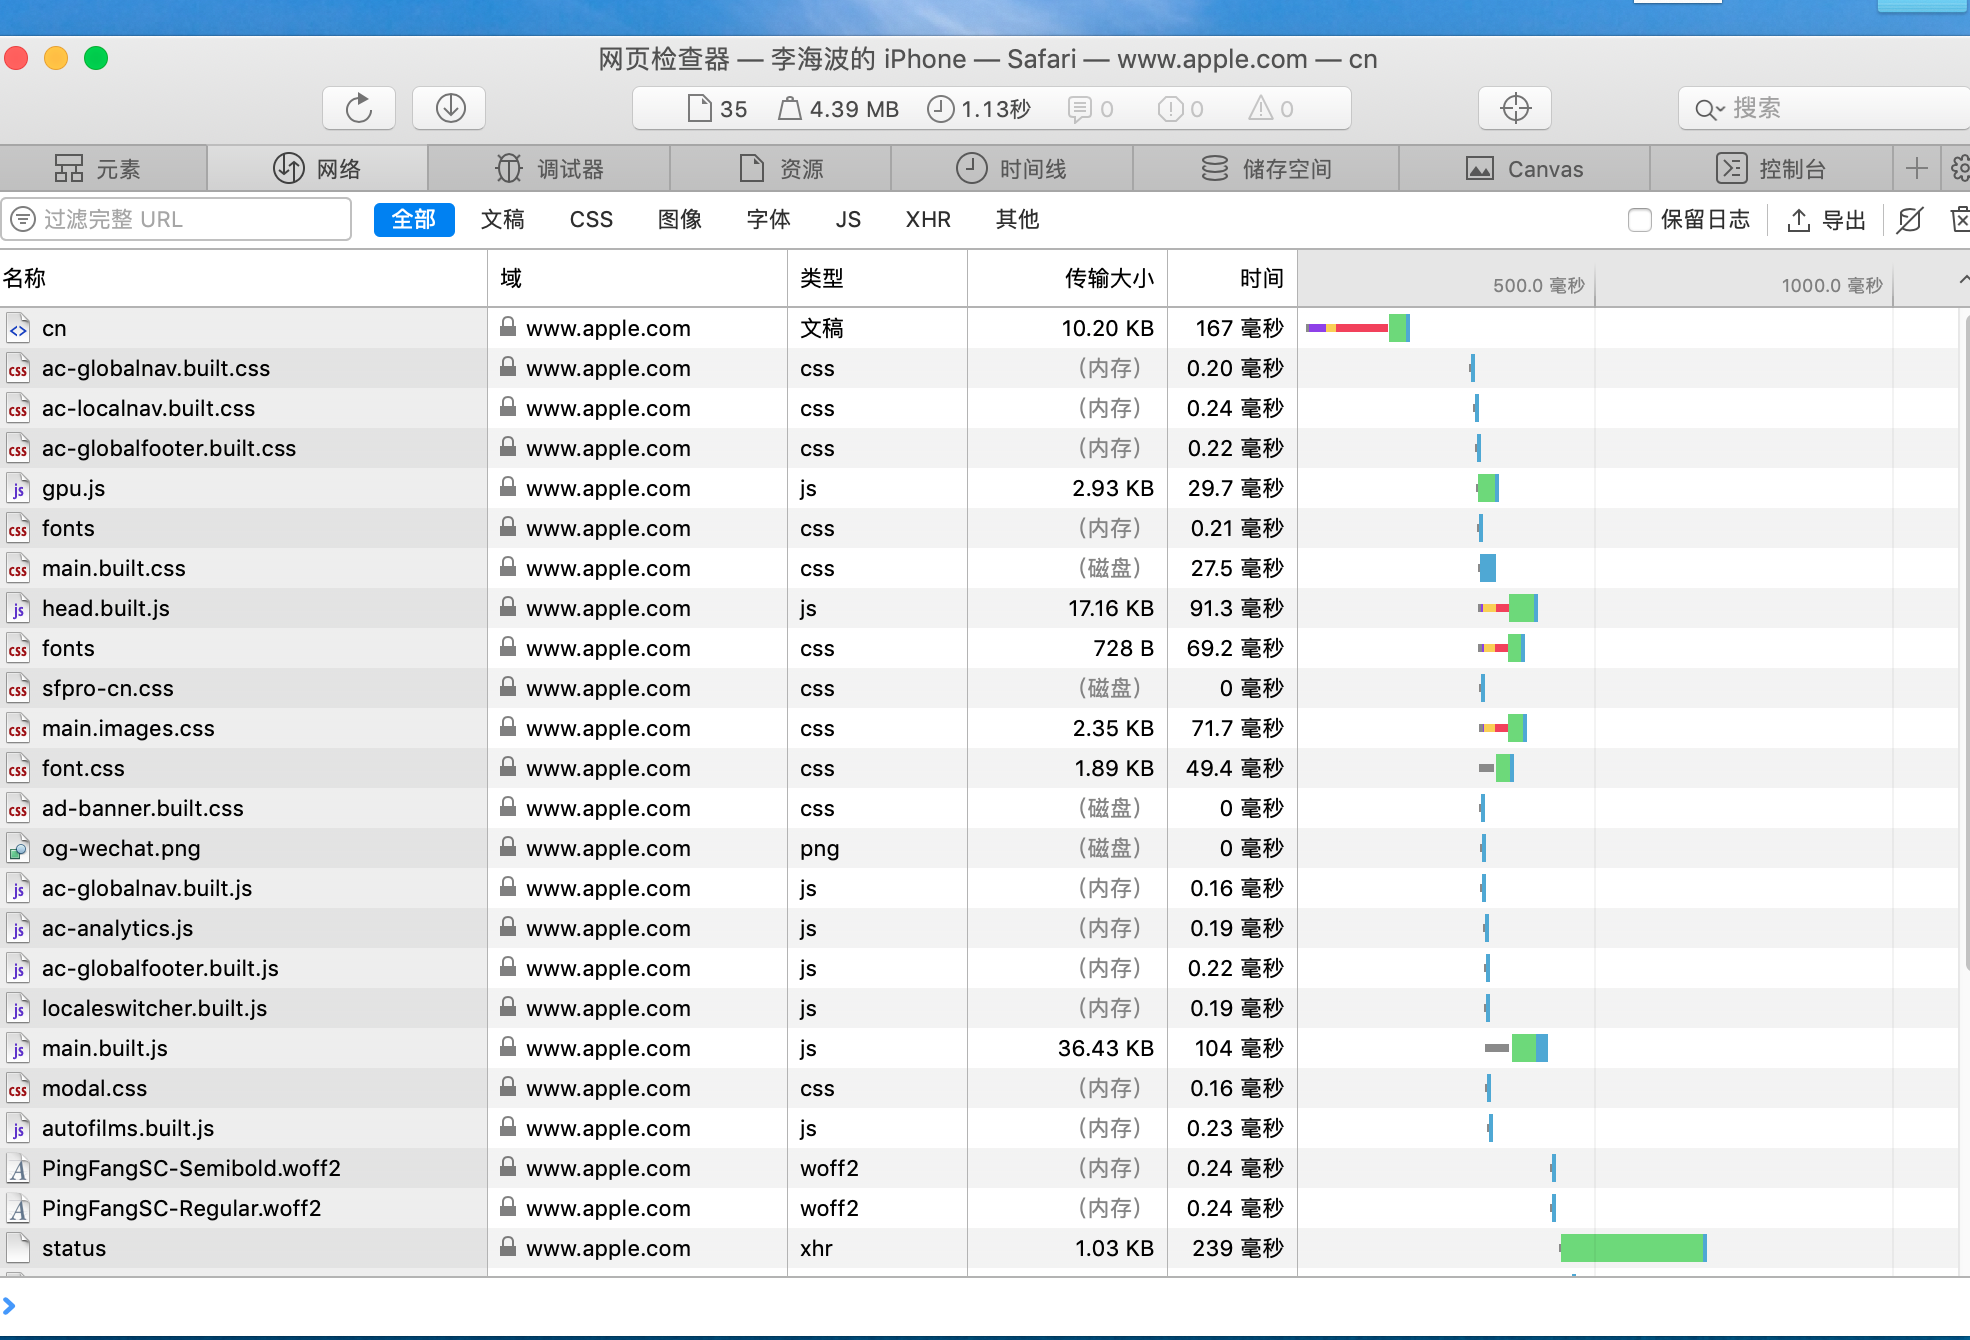 网页检查器 — 李海波的 iPhone — Safari — www.apple.com — cn
35 4.39 MB 1.13秒 0 0 0 搜索
元素 网络 调试器 资源 时间线 储存空间 Canvas 控制台
过滤完整 URL 全部 文稿 CSS 图像 字体 JS XHR 其他 保留日志 导出
名称 域 类型 传输大小 时间 500.0 毫秒 1000.0 毫秒
cn www.apple.com 文稿 10.20 KB 167 毫秒
ac-globalnav.built.css www.apple.com css (内存) 0.20 毫秒
ac-localnav.built.css www.apple.com css (内存) 0.24 毫秒
ac-globalfooter.built.css www.apple.com css (内存) 0.22 毫秒
gpu.js www.apple.com js 2.93 KB 29.7 毫秒
fonts www.apple.com css (内存) 0.21 毫秒
main.built.css www.apple.com css (磁盘) 27.5 毫秒
head.built.js www.apple.com js 17.16 KB 91.3 毫秒
fonts www.apple.com css 728 B 69.2 毫秒
sfpro-cn.css www.apple.com css (磁盘) 0 毫秒
main.images.css www.apple.com css 2.35 KB 71.7 毫秒
font.css www.apple.com css 1.89 KB 49.4 毫秒
ad-banner.built.css www.apple.com css (磁盘) 0 毫秒
og-wechat.png www.apple.com png (磁盘) 0 毫秒
ac-globalnav.built.js www.apple.com js (内存) 0.16 毫秒
ac-analytics.js www.apple.com js (内存) 0.19 毫秒
ac-globalfooter.built.js www.apple.com js (内存) 0.22 毫秒
localeswitcher.built.js www.apple.com js (内存) 0.19 毫秒
main.built.js www.apple.com js 36.43 KB 104 毫秒
modal.css www.apple.com css (内存) 0.16 毫秒
autofilms.built.js www.apple.com js (内存) 0.23 毫秒
PingFangSC-Semibold.woff2 www.apple.com woff2 (内存) 0.24 毫秒
PingFangSC-Regular.woff2 www.apple.com woff2 (内存) 0.24 毫秒
status www.apple.com xhr 1.03 KB 239 毫秒